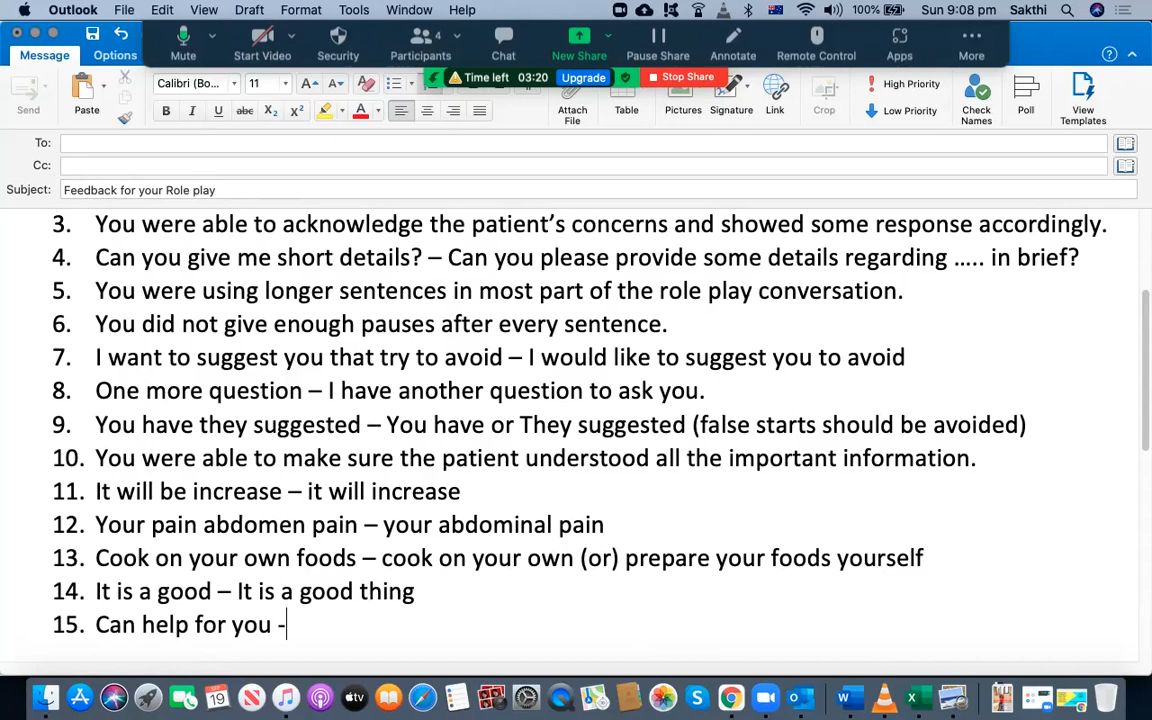 Outlook File Edit View Draft Format Tools Window Help 100% Sun 9:08 pm Sakthi
Mute Start Video Security Participants 4 Chat New Share Pause Share Annotate Remote Control Apps More
Message Options
Time left 03:20 Upgrade Stop Share
Send Paste Calibri (Bo... 11 A A A
B I U abc X₂ X² A
Attach File Table Pictures Signature Link Crop High Priority Low Priority Check Names Poll View Templates
To:
Cc:
Subject: Feedback for your Role play
3. You were able to acknowledge the patient’s concerns and showed some response accordingly.
4. Can you give me short details? – Can you please provide some details regarding ….. in brief?
5. You were using longer sentences in most part of the role play conversation.
6. You did not give enough pauses after every sentence.
7. I want to suggest you that try to avoid – I would like to suggest you to avoid
8. One more question – I have another question to ask you.
9. You have they suggested – You have or They suggested (false starts should be avoided)
10. You were able to make sure the patient understood all the important information.
11. It will be increase – it will increase
12. Your pain abdomen pain – your abdominal pain
13. Cook on your own foods – cook on your own (or) prepare your foods yourself
14. It is a good – It is a good thing
15. Can help for you -